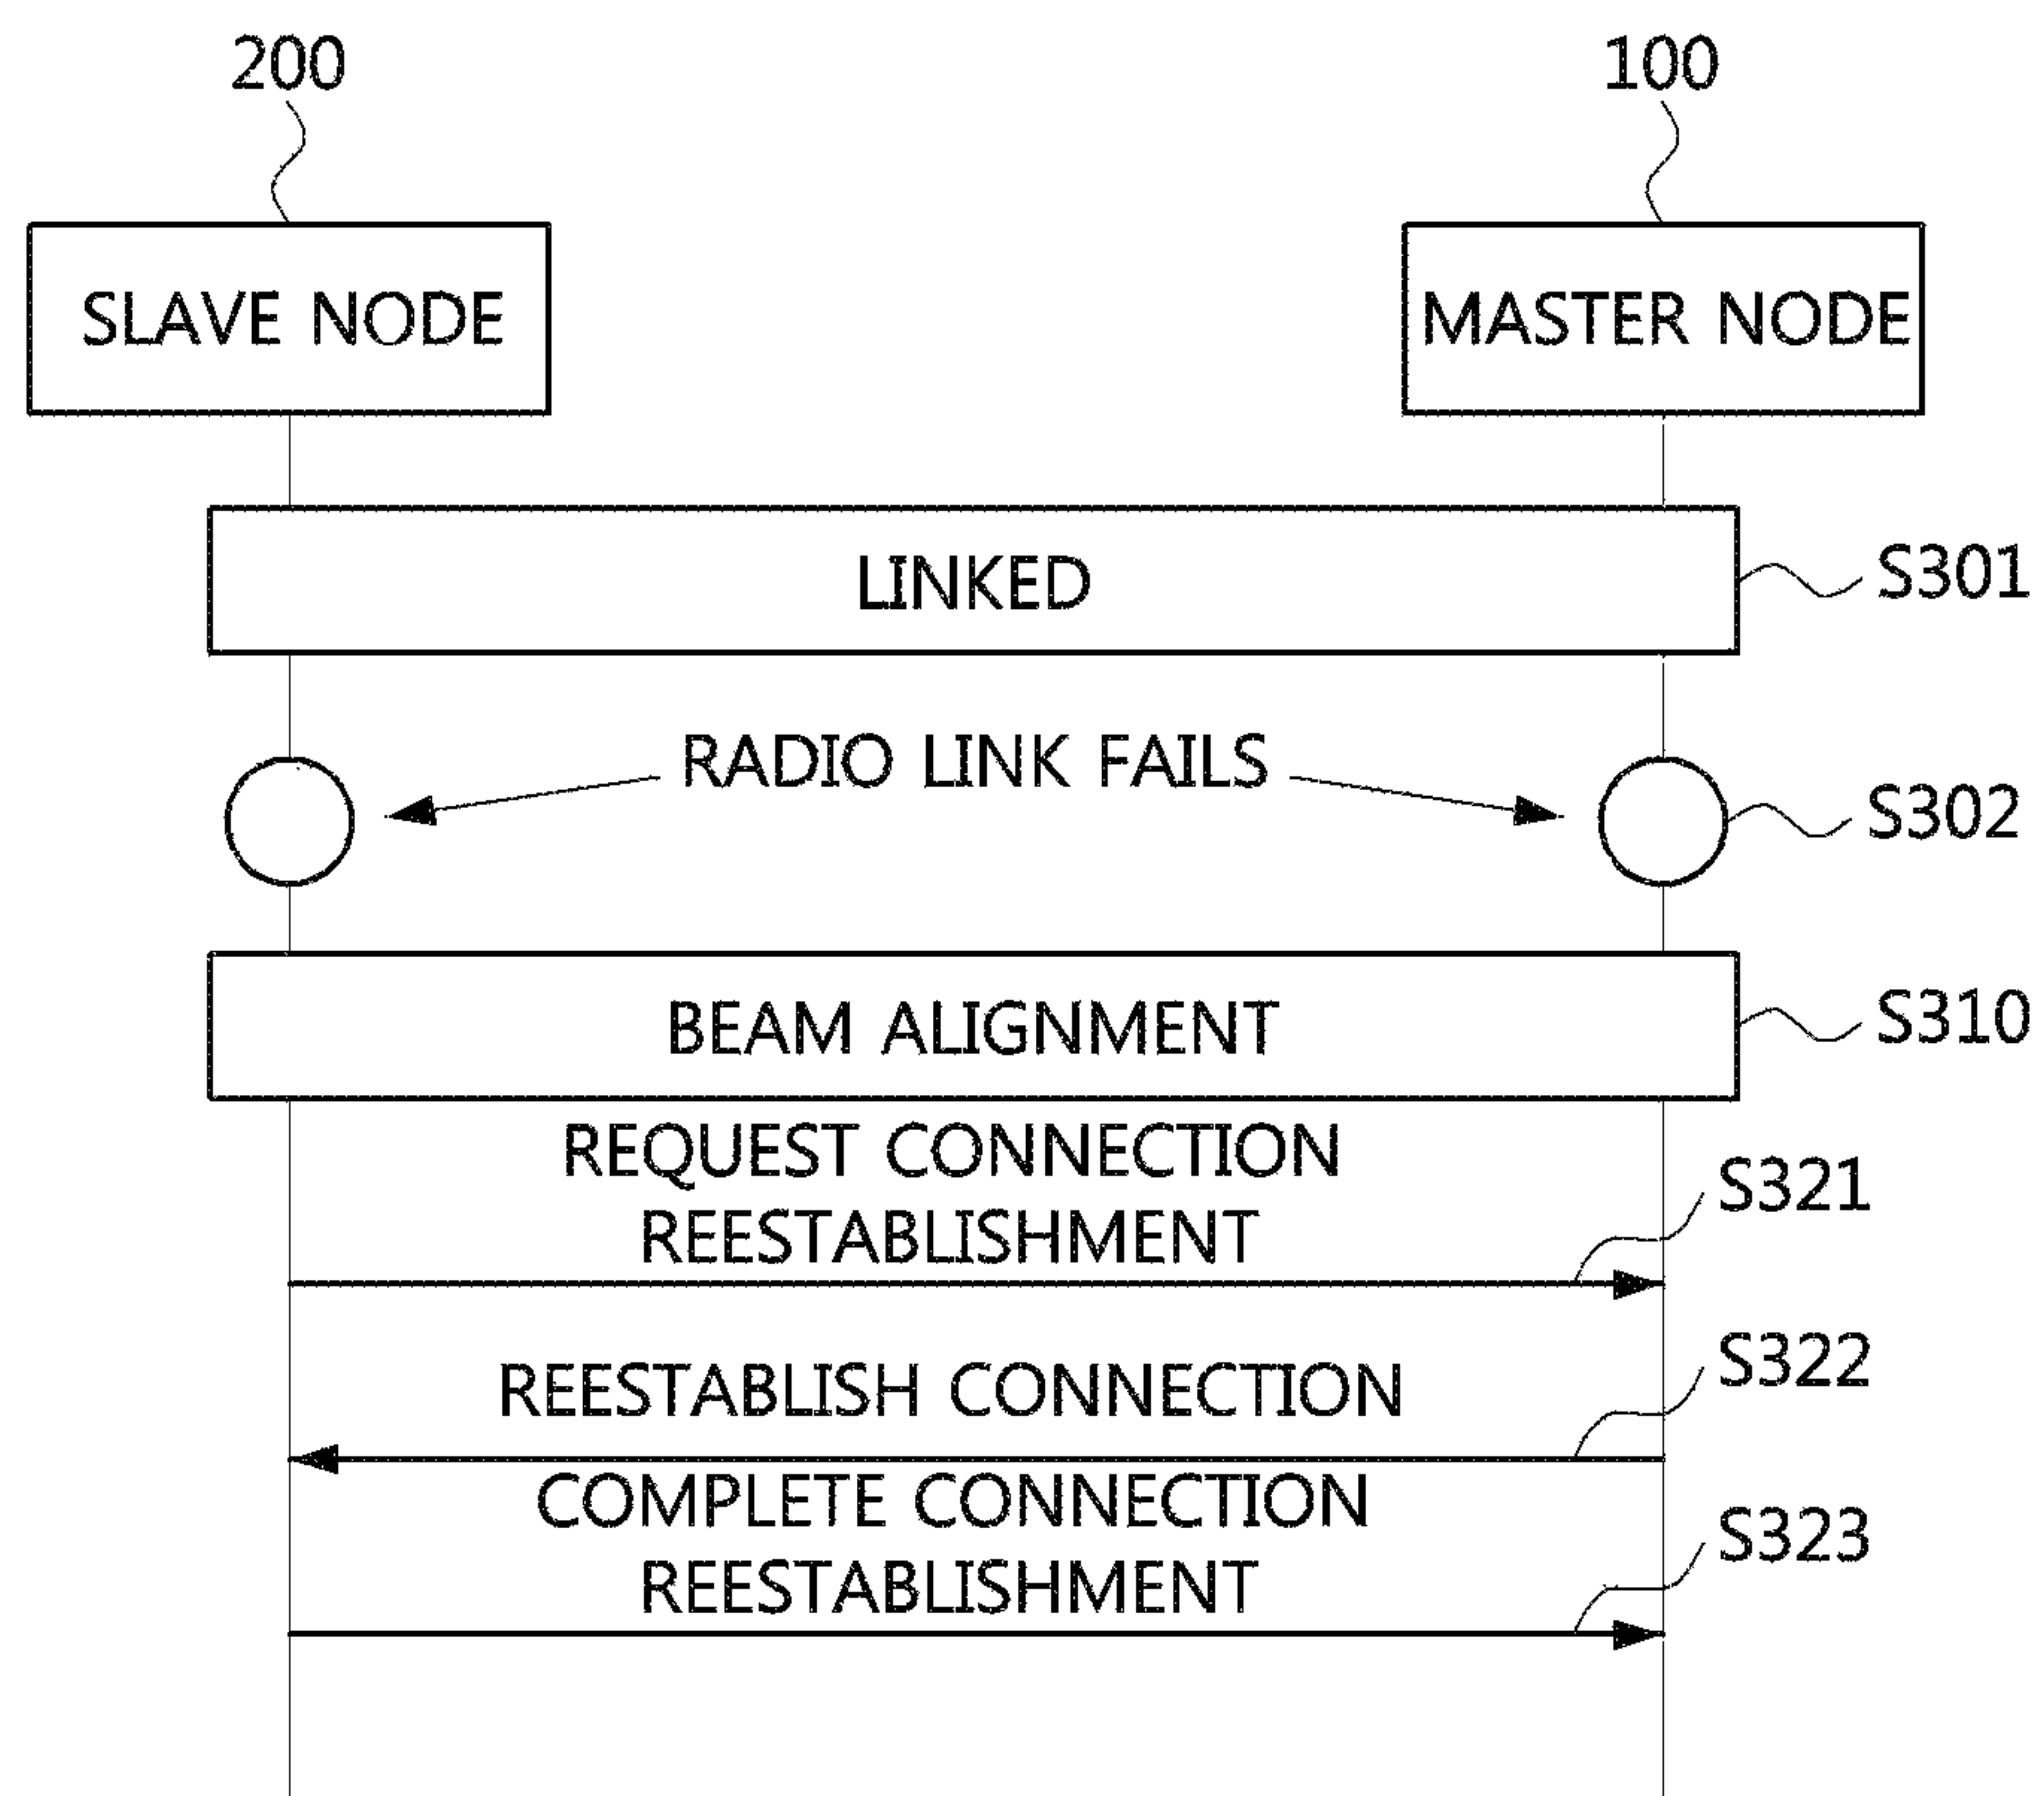 200
100
SLAVE NODE
MASTER NODE
LINKED
S301
RADIO LINK FAILS
S302
BEAM ALIGNMENT
S310
REQUEST CONNECTION
REESTABLISHMENT
S321
REESTABLISH CONNECTION
S322
COMPLETE CONNECTION
REESTABLISHMENT
S323